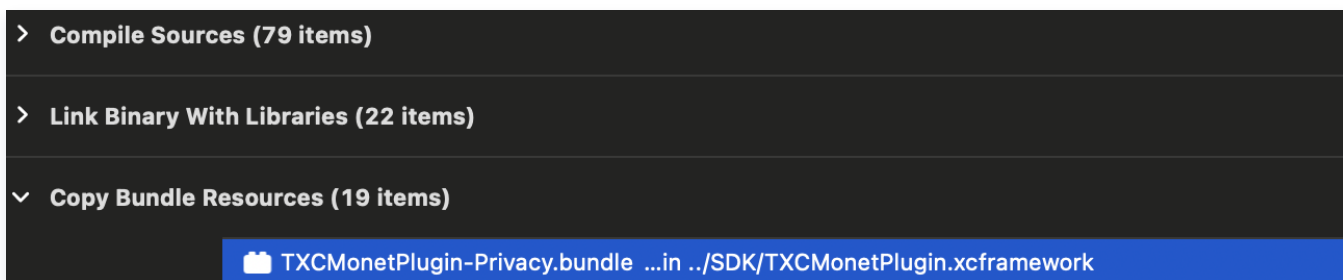 Compile Sources (79 items)
Link Binary With Libraries (22 items)
Copy Bundle Resources (19 items)
TXCMonetPlugin-Privacy.bundle ...in ../SDK/TXCMonetPlugin.xcframework